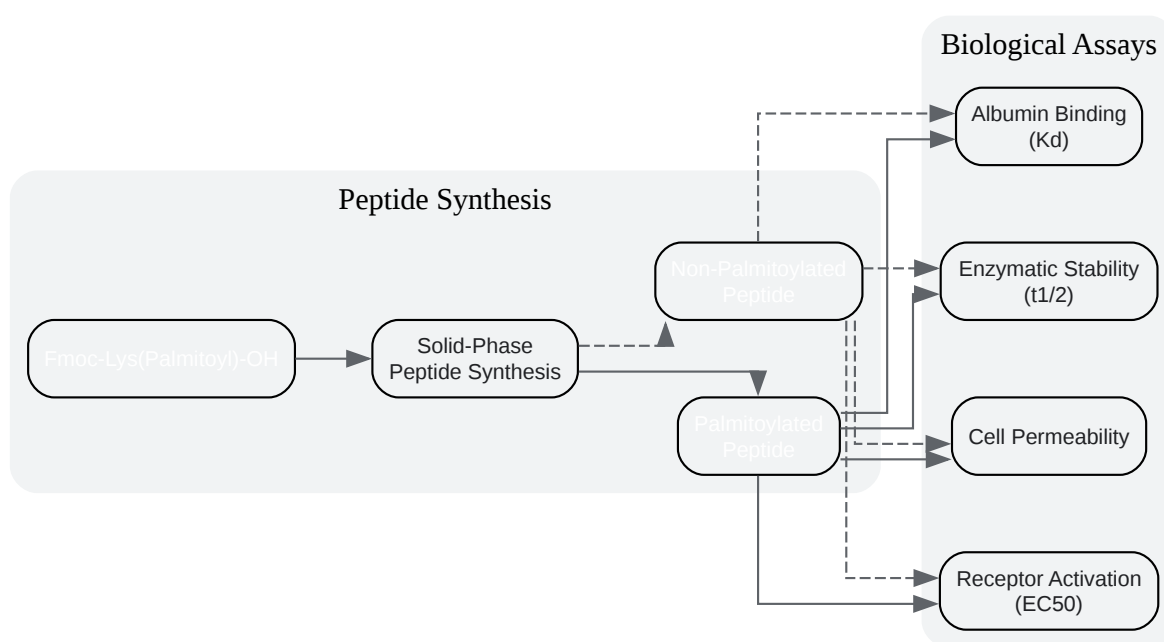 Biological Assays
Albumin Binding
(Kd)
Peptide Synthesis
Non-Palmitoylated
Peptide
Enzymatic Stability
(t1/2)
Fmoc-Lys(Palmitoyl)-OH
Solid-Phase
Peptide Synthesis
Palmitoylated
Peptide
Cell Permeability
Receptor Activation
(EC50)